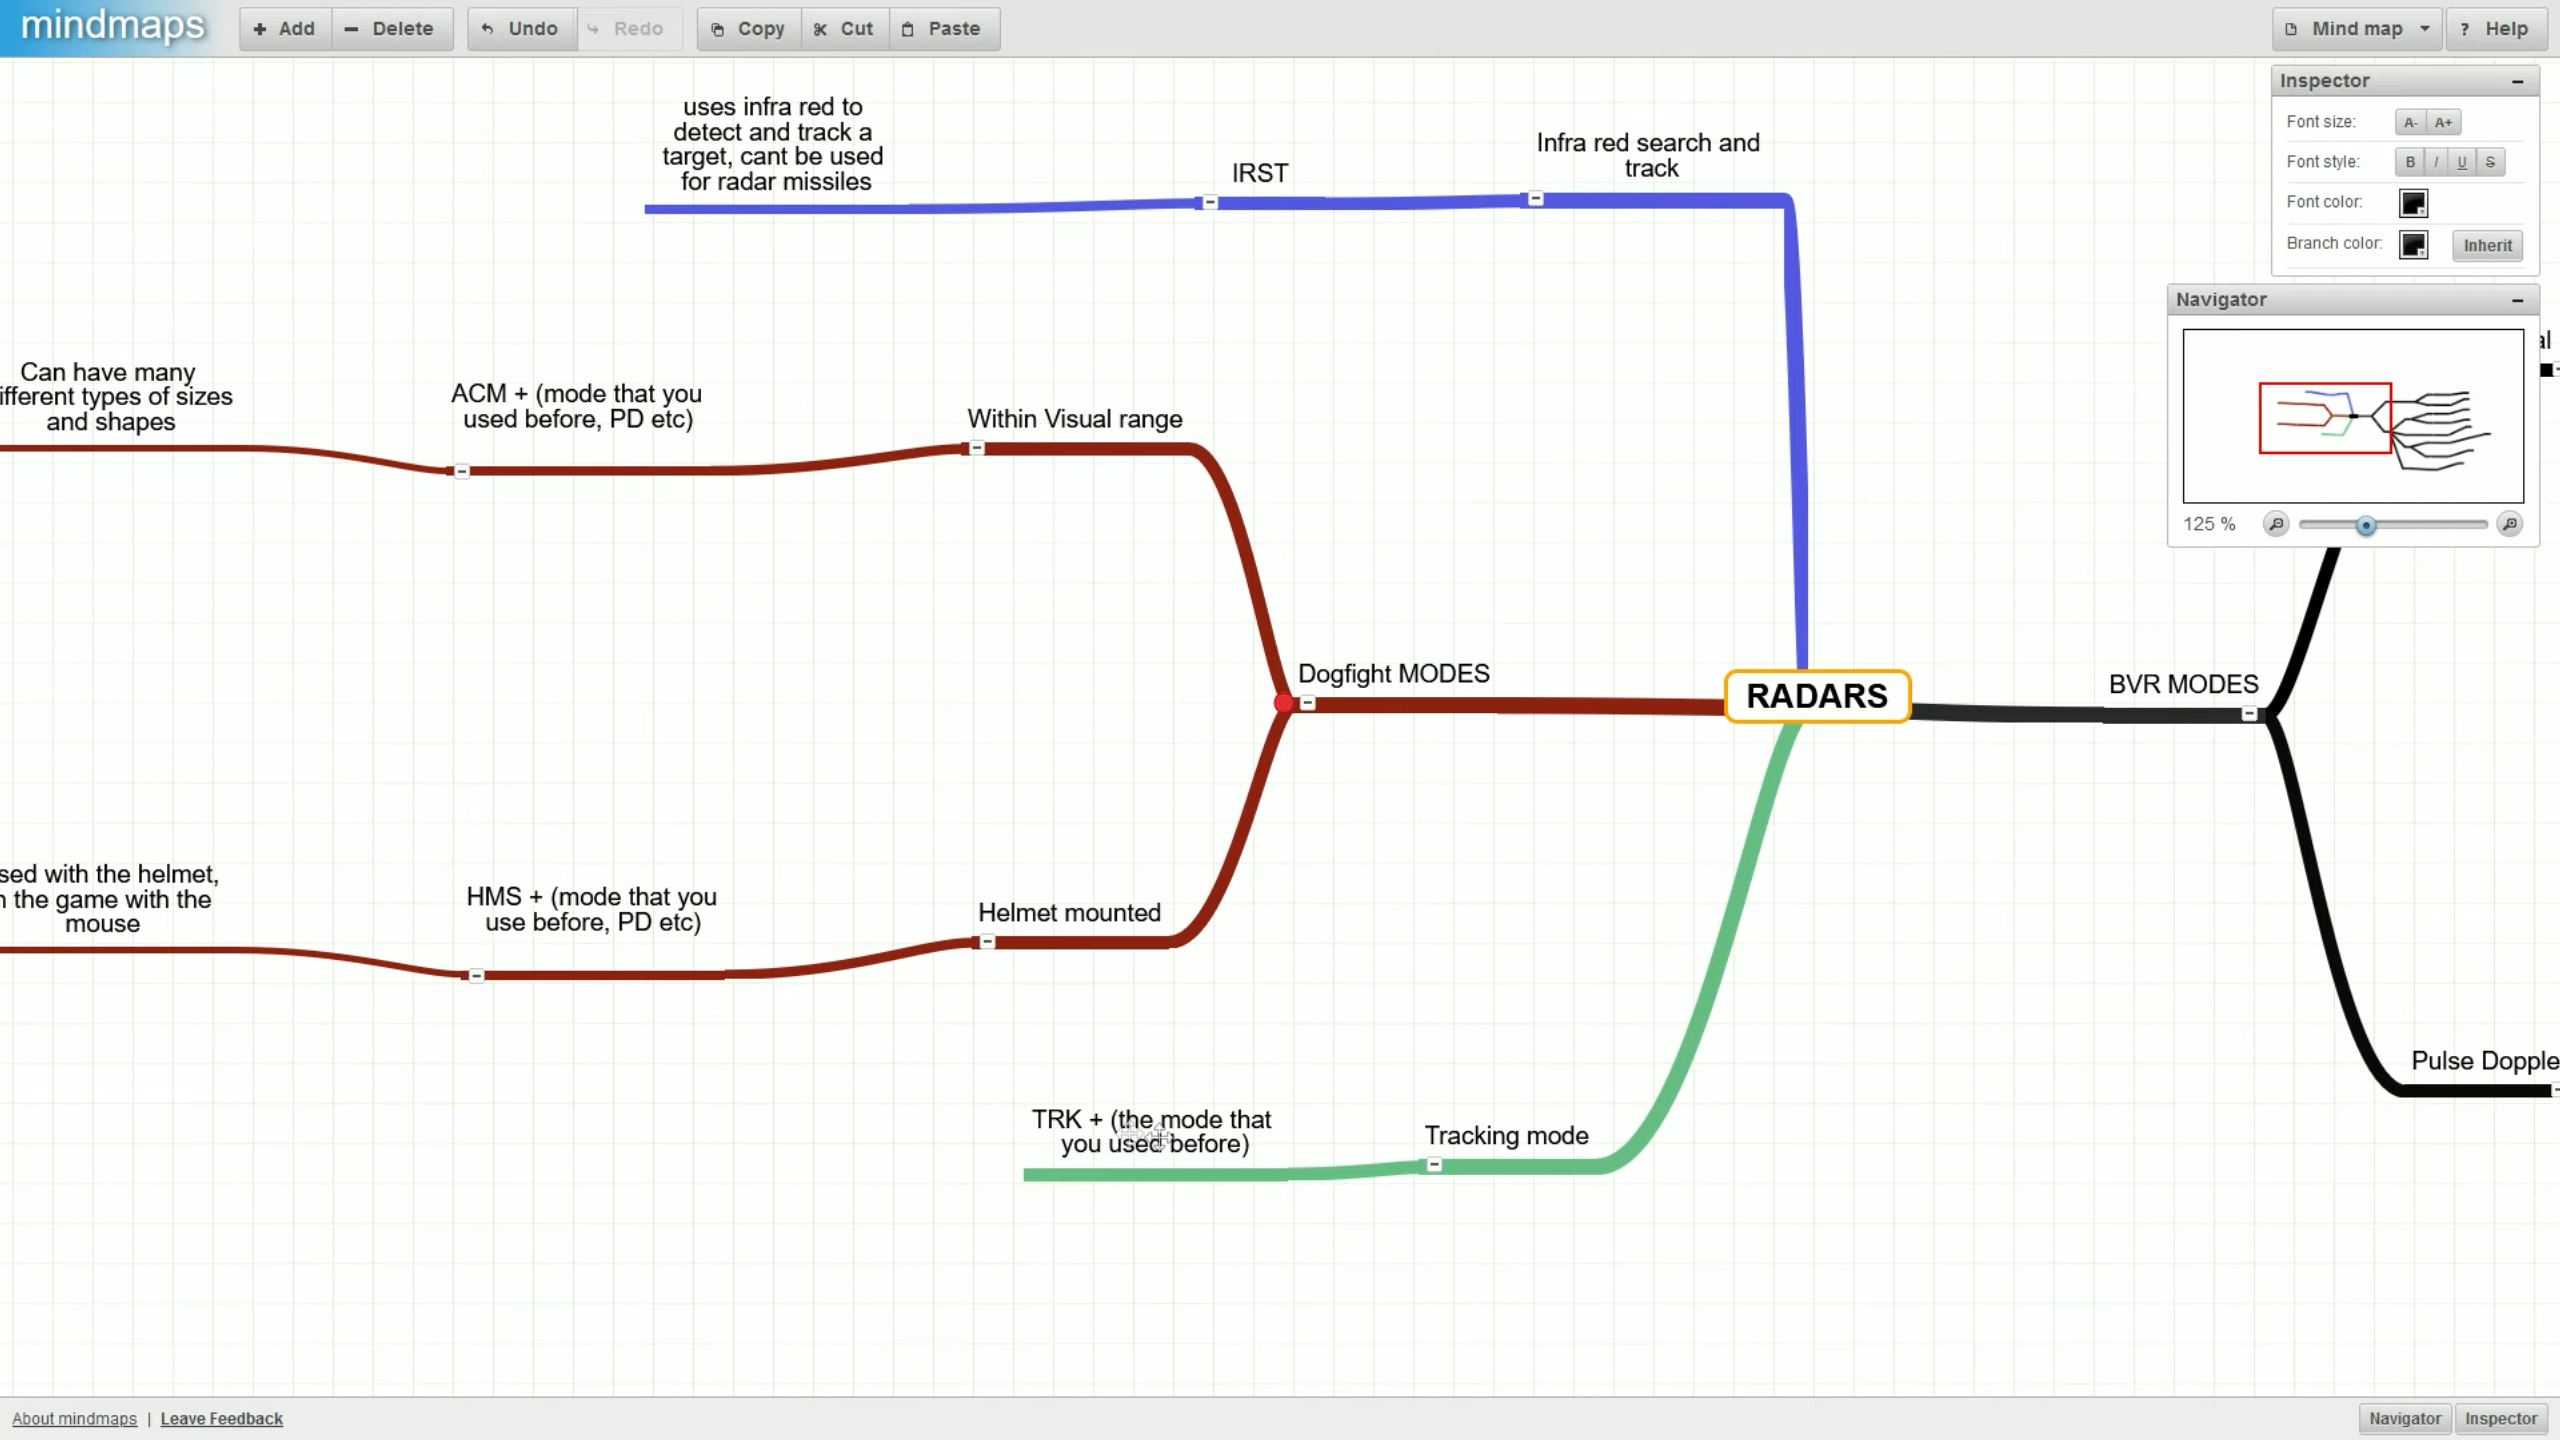 mindmaps
Add
Delete
Undo
Redo
Copy
Cut
Paste
Mind map
? Help
Inspector
Font size:
A- A+
Font style:
B I U S
Font color:
Branch color:
Inherit
Navigator
125 %
uses infra red to
detect and track a
target, cant be used
for radar missiles
IRST
Infra red search and
track
Can have many
ifferent types of sizes
and shapes
ACM + (mode that you
used before, PD etc)
Within Visual range
al
Dogfight MODES
RADARS
BVR MODES
sed with the helmet,
n the game with the
mouse
HMS + (mode that you
use before, PD etc)
Helmet mounted
Pulse Dopple
TRK + (the mode that
you used before)
Tracking mode
About mindmaps | Leave Feedback
Navigator
Inspector